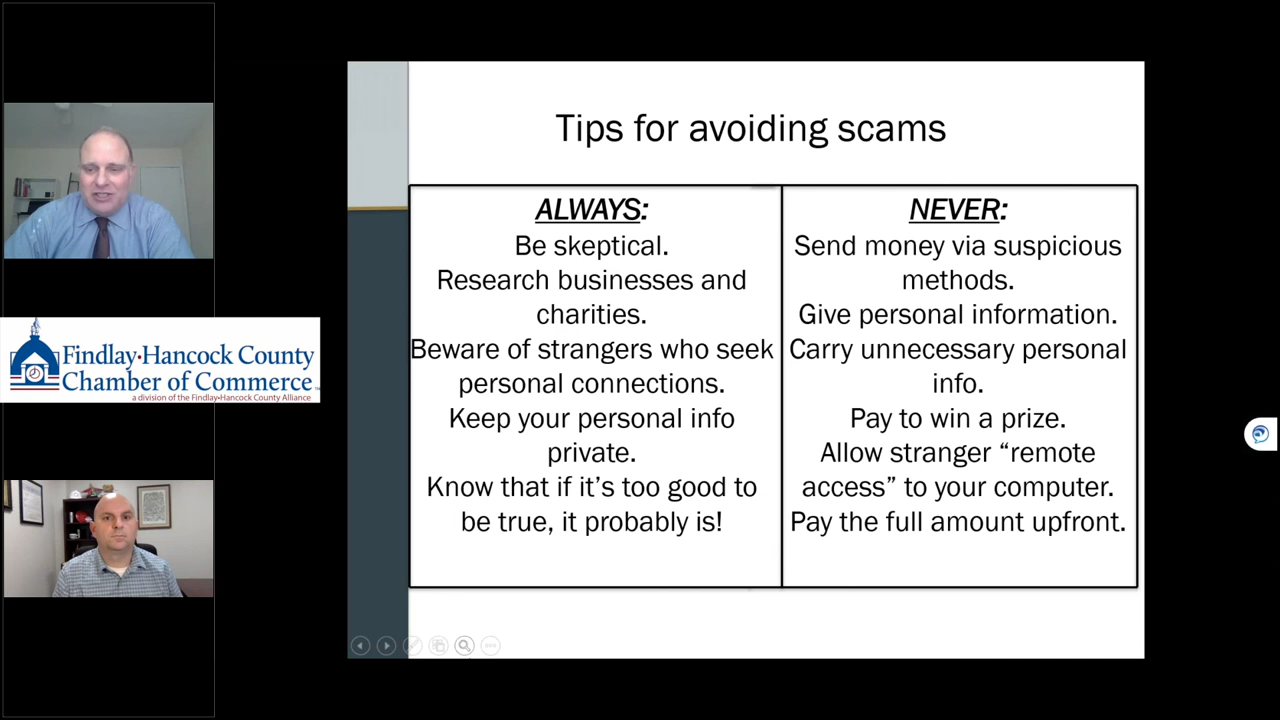 Tips for avoiding scams
ALWAYS:
Be skeptical.
Research businesses and
charities.
Beware of strangers who seek
personal connections.
Keep your personal info
private.
Know that if it's too good to
be true, it probably is!
NEVER:
Send money via suspicious
methods.
Give personal information.
Carry unnecessary personal
info.
Pay to win a prize.
Allow stranger “remote
access” to your computer.
Pay the full amount upfront.
Findlay·Hancock County
Chamber of Commerce
a division of the Findlay•Hancock County Alliance